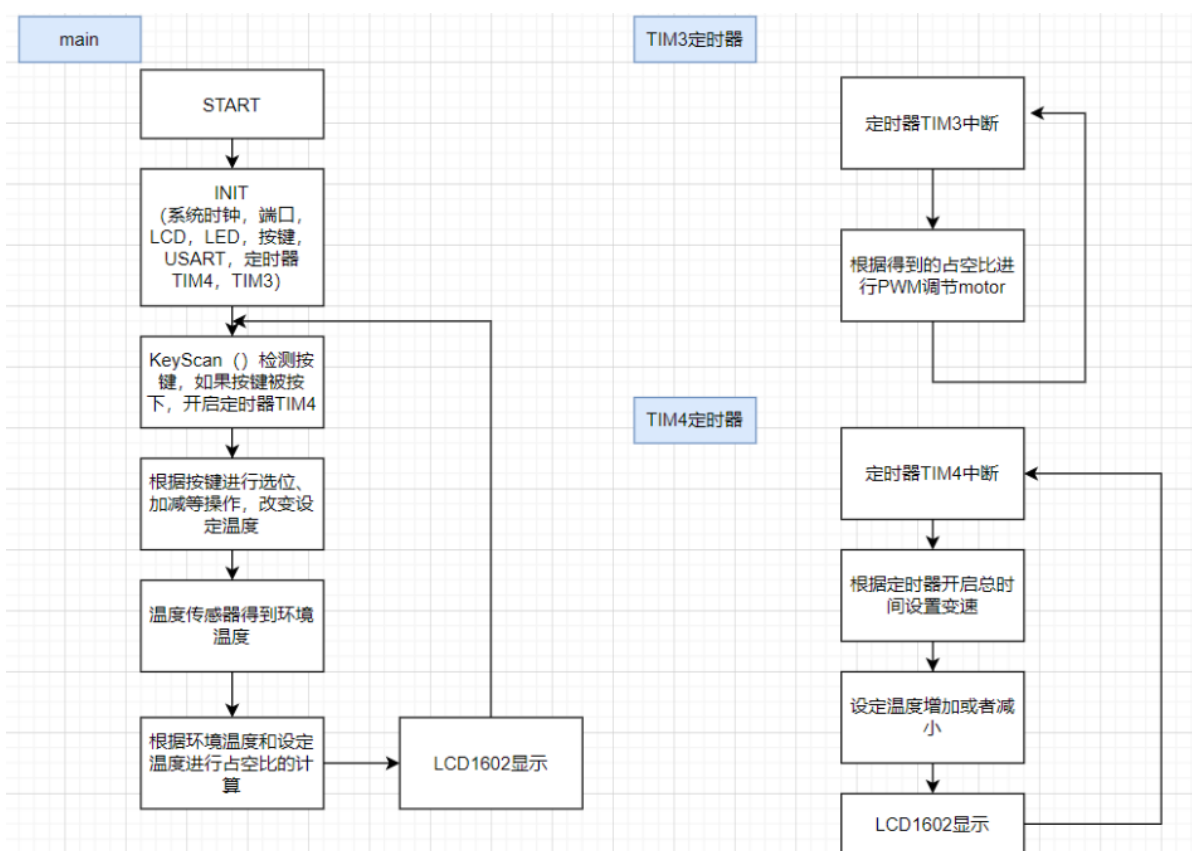 main
START
INIT
（系统时钟，端口，
LCD，LED，按键，
USART，定时器
TIM4，TIM3）
KeyScan（）检测按
键，如果按键被按
下，开启定时器TIM4
根据按键进行选位、
加减等操作，改变设
定温度
温度传感器得到环境
温度
根据环境温度和设定
温度进行占空比的计
算
LCD1602显示
TIM3定时器
定时器TIM3中断
根据得到的占空比进
行PWM调节motor
TIM4定时器
定时器TIM4中断
根据定时器开启总时
间设置变速
设定温度增加或者减
小
LCD1602显示